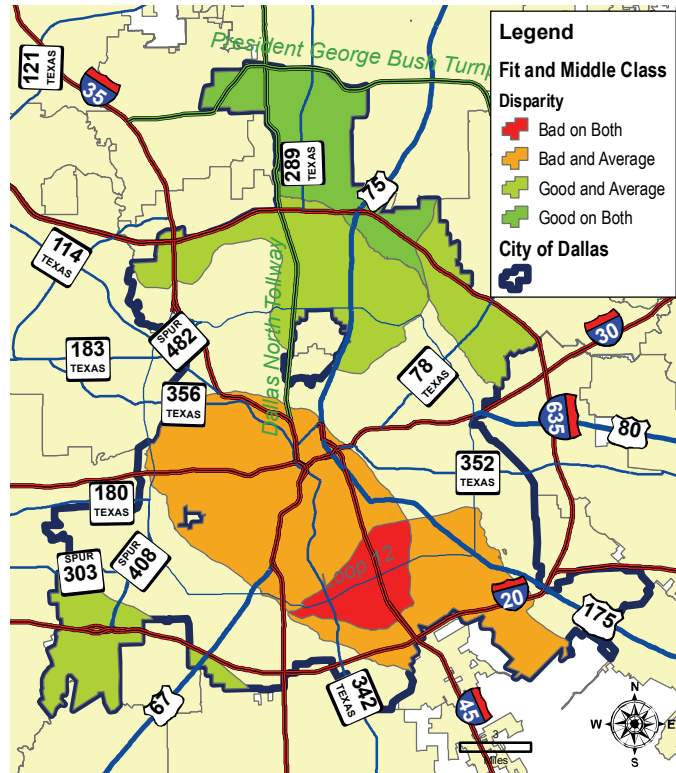 President George Bush Turnp
121
TEXAS
35
289
TEXAS
75
114
TEXAS
Dallas North Tollway
SPUR
482
183
TEXAS
356
TEXAS
78
TEXAS
30
635
80
352
TEXAS
180
TEXAS
SPUR
408
SPUR
303
Loop 12
20
175
67
342
TEXAS
45
3
Miles
N
W
E
S
Legend
Fit and Middle Class
Disparity
Bad on Both
Bad and Average
Good and Average
Good on Both
City of Dallas